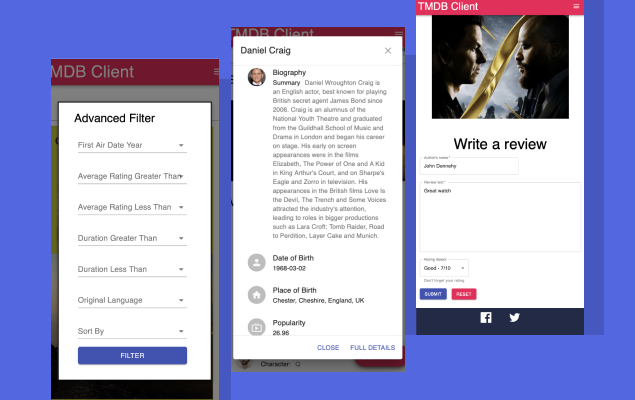 TMDB Client
Advanced Filter
First Air Date Year
Average Rating Greater Than
Average Rating Less Than
Duration Greater Than
Duration Less Than
Original Language
Sort By
FILTER
TMDB Client
Daniel Craig
Biography
Summary Daniel Wroughton Craig is
an English actor, best known for playing
British secret agent James Bond since
2006. Craig is an alumnus of the
National Youth Theatre and graduated
from the Guildhall School of Music and
Drama in London and began his career
on stage. His early on screen
appearances were in the films
Elizabeth, The Power of One and A Kid
in King Arthur's Court, and on Sharpe's
Eagle and Zorro in television. His
appearances in the British films Love Is
the Devil, The Trench and Some Voices
attracted the industry's attention,
leading to roles in bigger productions
such as Lara Croft: Tomb Raider, Road
to Perdition, Layer Cake and Munich.
Date of Birth
1968-03-02
Place of Birth
Chester, Cheshire, England, UK
Popularity
26.96
CLOSE FULL DETAILS
Character:
TMDB Client
Write a review
Author's name*
John Dennehy
Review text*
Great watch
Rating Select
Good - 7/10
Don't forget your rating
SUBMIT RESET